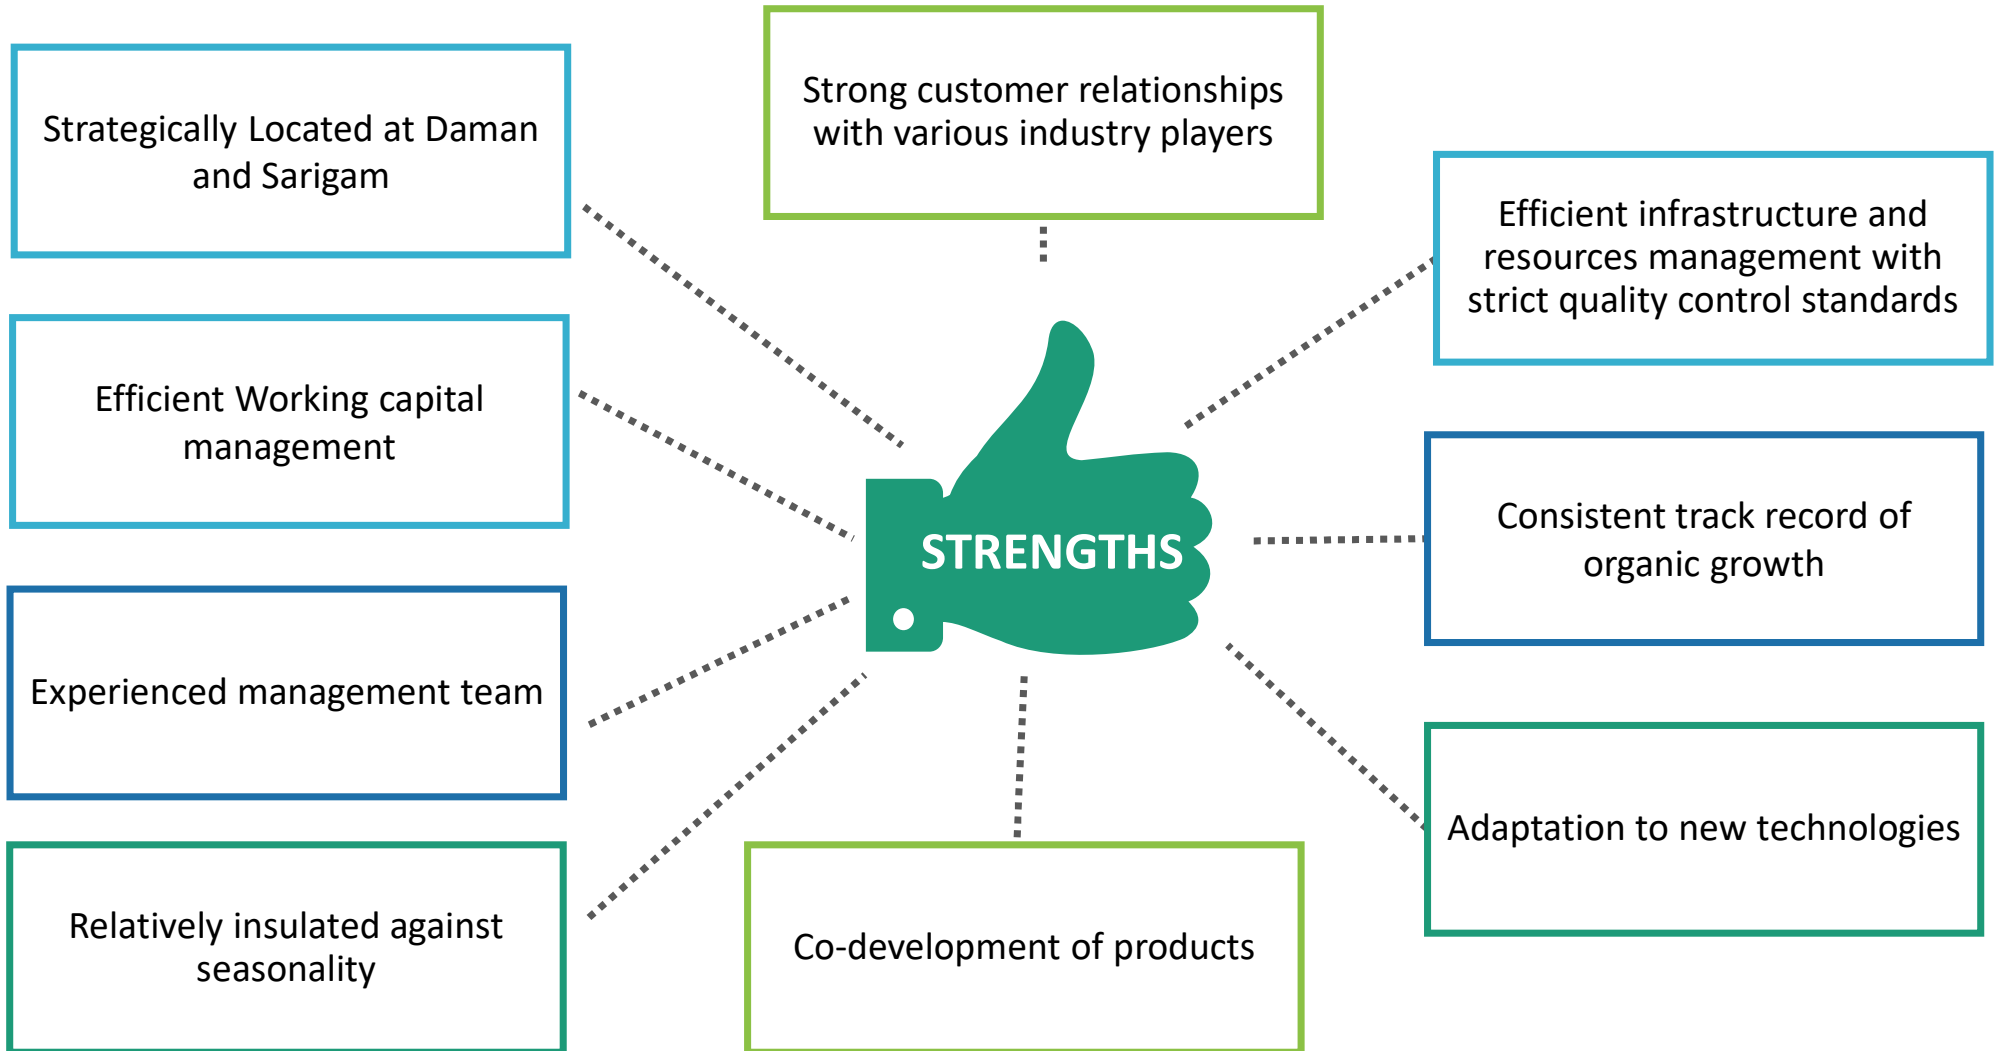 Strategically Located at Daman
and Sarigam
Strong customer relationships
with various industry players
Efficient infrastructure and
resources management with
strict quality control standards
Efficient Working capital
management
STRENGTHS
Consistent track record of
organic growth
Experienced management team
Adaptation to new technologies
Relatively insulated against
seasonality
Co-development of products